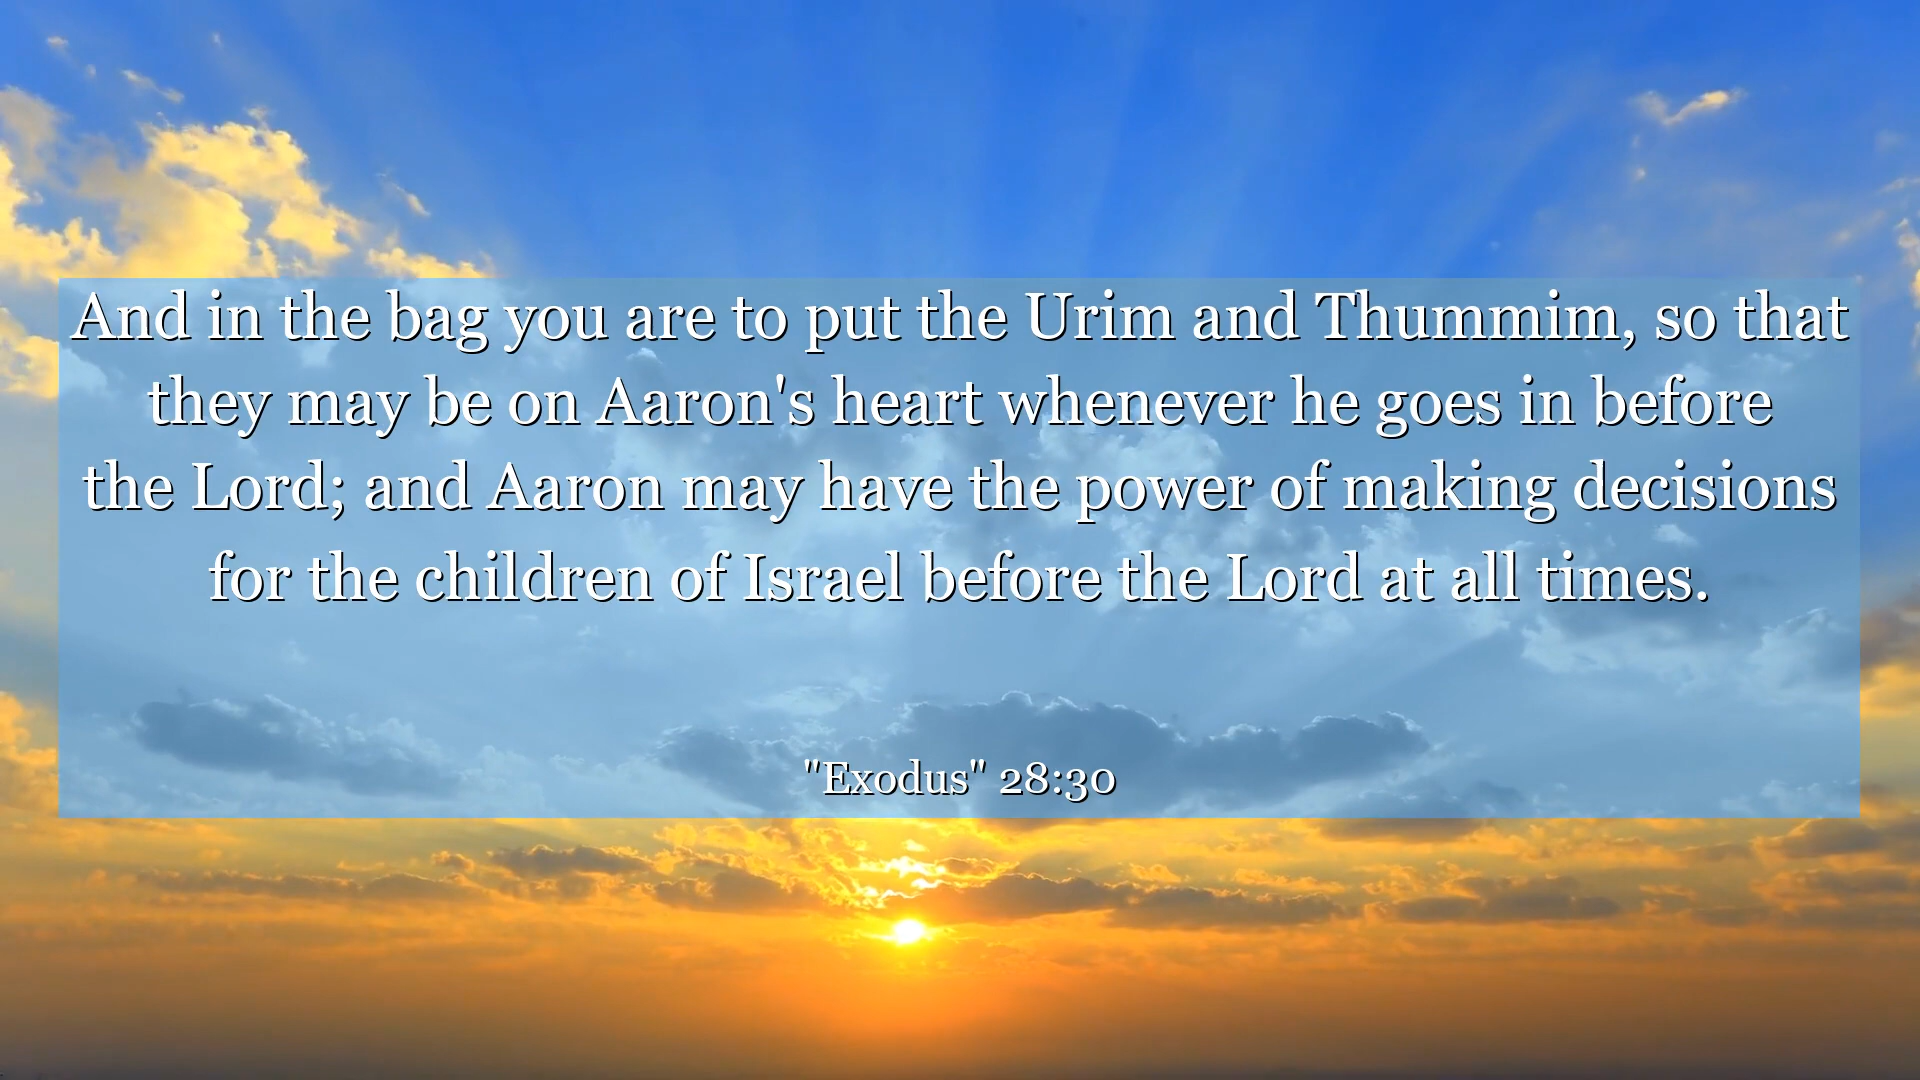 And in the bag you are to put the Urim and Thummim, so that
they may be on Aaron's heart whenever he goes in before
the Lord; and Aaron may have the power of making decisions
for the children of Israel before the Lord at all times.
"Exodus" 28:30